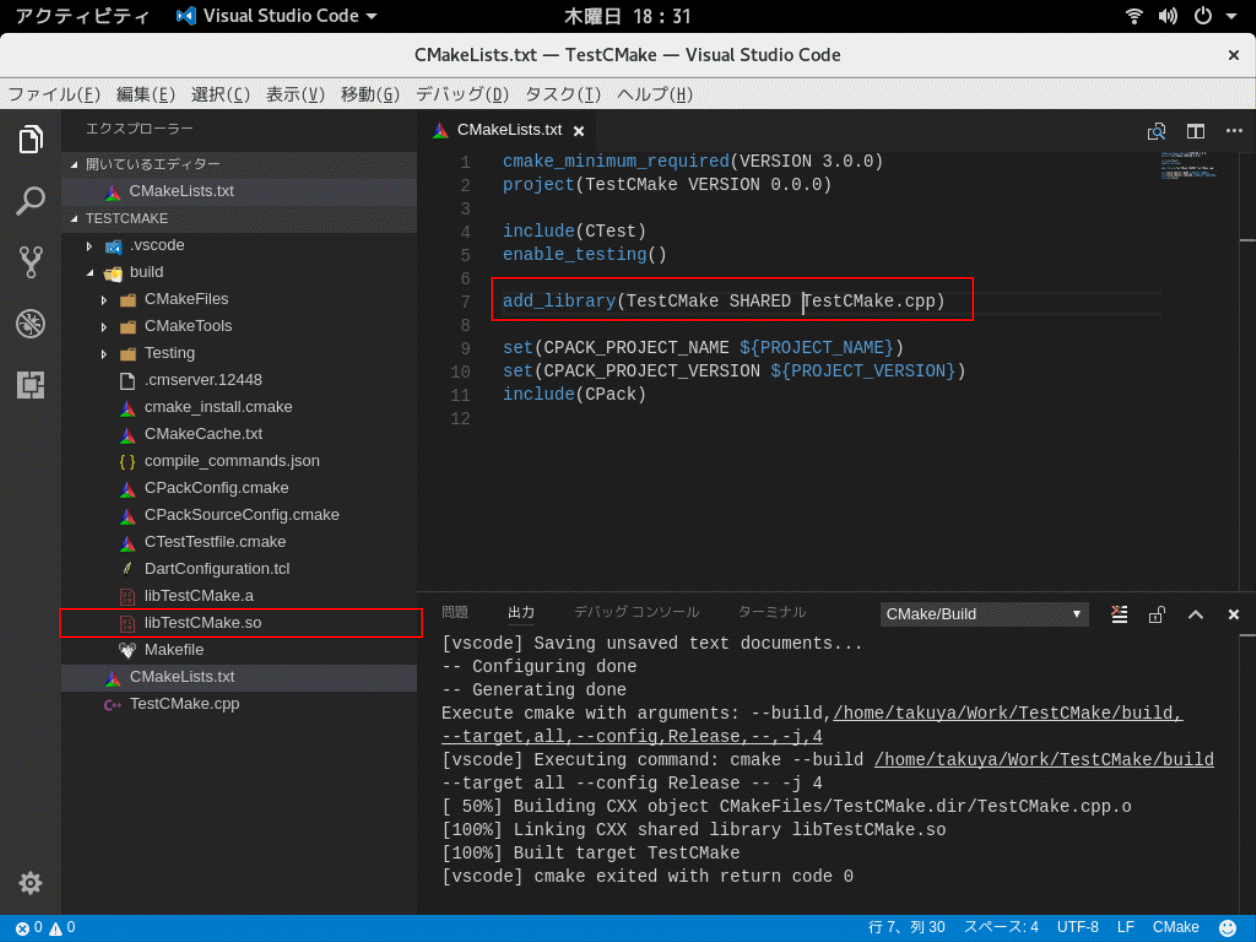 アクティビティ Visual Studio Code 木曜日 18:31
CMakeLists.txt — TestCMake — Visual Studio Code ×
ファイル(F) 編集(E) 選択(C) 表示(V) 移動(G) デバッグ(D) タスク(T) ヘルプ(H)
エクスプローラー
開いているエディター
CMakeLists.txt
TESTCMAKE
.vscode
build
CMakeFiles
CMakeTools
Testing
.cmserver.12448
cmake_install.cmake
CMakeCache.txt
compile_commands.json
CPackConfig.cmake
CPackSourceConfig.cmake
CTestTestfile.cmake
DartConfiguration.tcl
libTestCMake.a
libTestCMake.so
Makefile
CMakeLists.txt
TestCMake.cpp
CMakeLists.txt ×
1 cmake_minimum_required(VERSION 3.0.0)
2 project(TestCMake VERSION 0.0.0)
3
4 include(CTest)
5 enable_testing()
6
7 add_library(TestCMake SHARED TestCMake.cpp)
8
9 set(CPACK_PROJECT_NAME ${PROJECT_NAME})
10 set(CPACK_PROJECT_VERSION ${PROJECT_VERSION})
11 include(CPack)
12
問題 出力 デバッグ コンソール ターミナル CMake/Build
[vscode] Saving unsaved text documents...
-- Configuring done
-- Generating done
Execute cmake with arguments: --build,/home/takuya/Work/TestCMake/build,
--target,all,--config,Release,--,-j,4
[vscode] Executing command: cmake --build /home/takuya/Work/TestCMake/build
--target all --config Release -- -j 4
[ 50%] Building CXX object CMakeFiles/TestCMake.dir/TestCMake.cpp.o
[100%] Linking CXX shared library libTestCMake.so
[100%] Built target TestCMake
[vscode] cmake exited with return code 0
0 0 行 7、列 30 スペース: 4 UTF-8 LF CMake